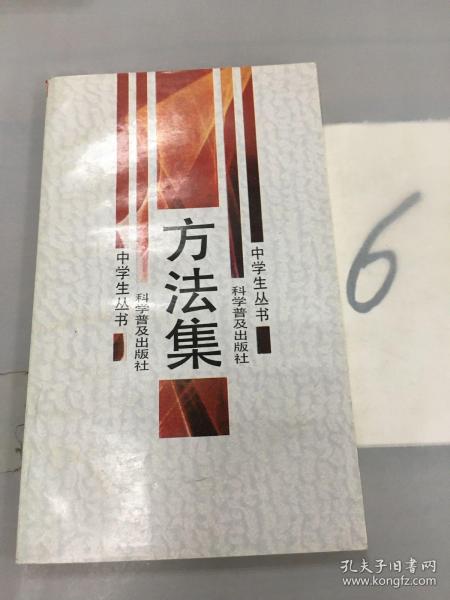 方法集
中学生丛书
科学普及出版社
中学生丛书
科学普及出版社
6
孔夫子旧书网
www.kongfz.com